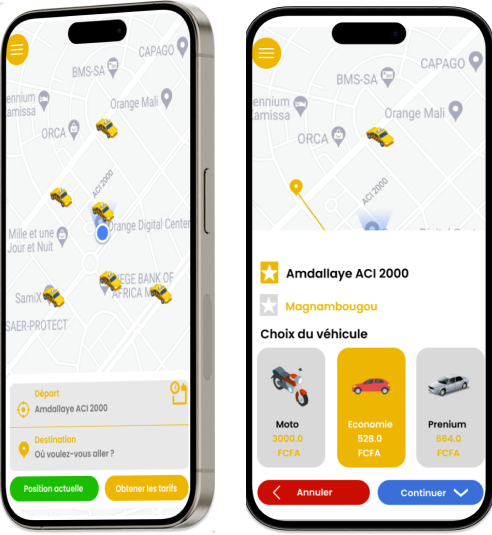 CAPAGO
BMS-SA
ennium
amissa
Orange Mali
ORCA
ACI 2000
Mille et une
Jour et Nuit
Orange Digital Center
SIEGE BANK OF
AFRICA M
SamiX
SAER-PROTECT
Départ
Amdallaye ACI 2000
Destination
Où voulez-vous aller ?
Position actuelle
Obtener les tarifs
CAPAGO
BMS-SA
ennium
amissa
Orange Mali
ORCA
ACI 2000
Amdallaye ACI 2000
Magnambougou
Choix du véhicule
Moto
3000.0
FCFA
Economie
528.0
FCFA
Prenium
664.0
FCFA
Annuler
Continuer